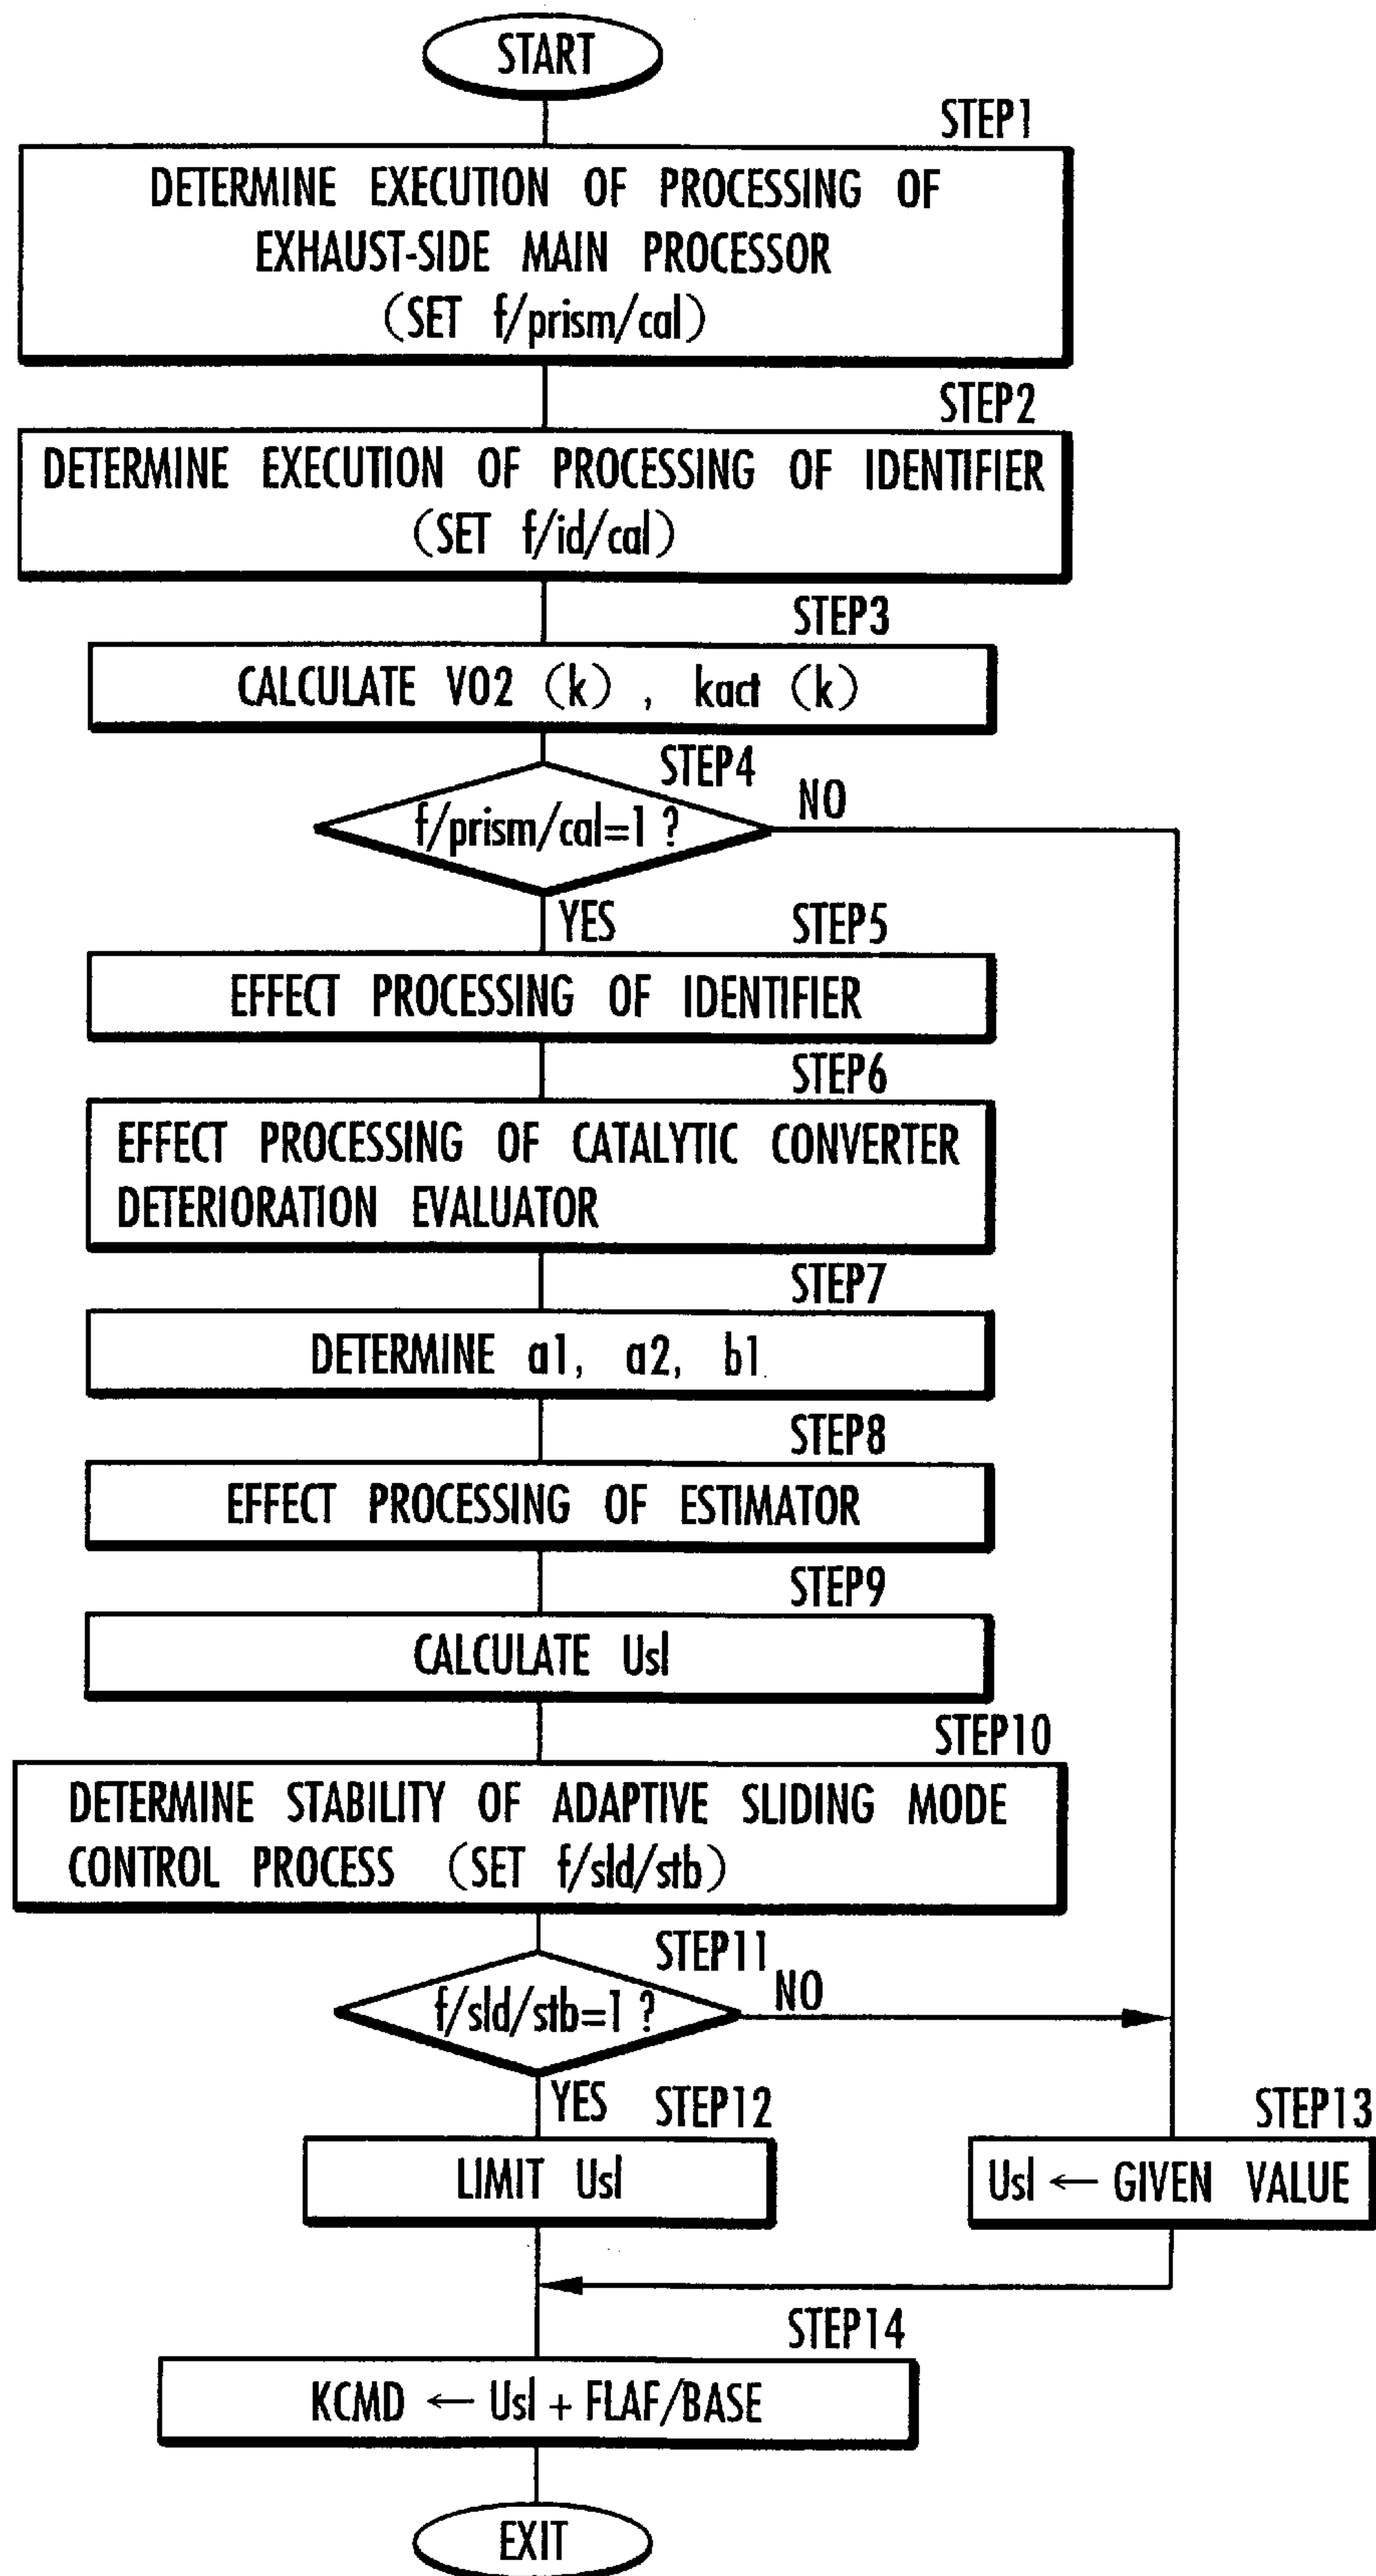 START
STEP1
DETERMINE EXECUTION OF PROCESSING OF
EXHAUST-SIDE MAIN PROCESSOR
(SET f/prism/cal)
STEP2
DETERMINE EXECUTION OF PROCESSING OF IDENTIFIER
(SET f/id/cal)
STEP3
CALCULATE VO2 (k) , kact (k)
STEP4
f/prism/cal=1 ?
NO
YES
STEP5
EFFECT PROCESSING OF IDENTIFIER
STEP6
EFFECT PROCESSING OF CATALYTIC CONVERTER
DETERIORATION EVALUATOR
STEP7
DETERMINE a1, a2, b1
STEP8
EFFECT PROCESSING OF ESTIMATOR
STEP9
CALCULATE Usl
STEP10
DETERMINE STABILITY OF ADAPTIVE SLIDING MODE
CONTROL PROCESS (SET f/sld/stb)
STEP11
f/sld/stb=1 ?
NO
YES
STEP12
LIMIT Usl
STEP13
Usl ← GIVEN VALUE
STEP14
KCMD ← Usl + FLAF/BASE
EXIT